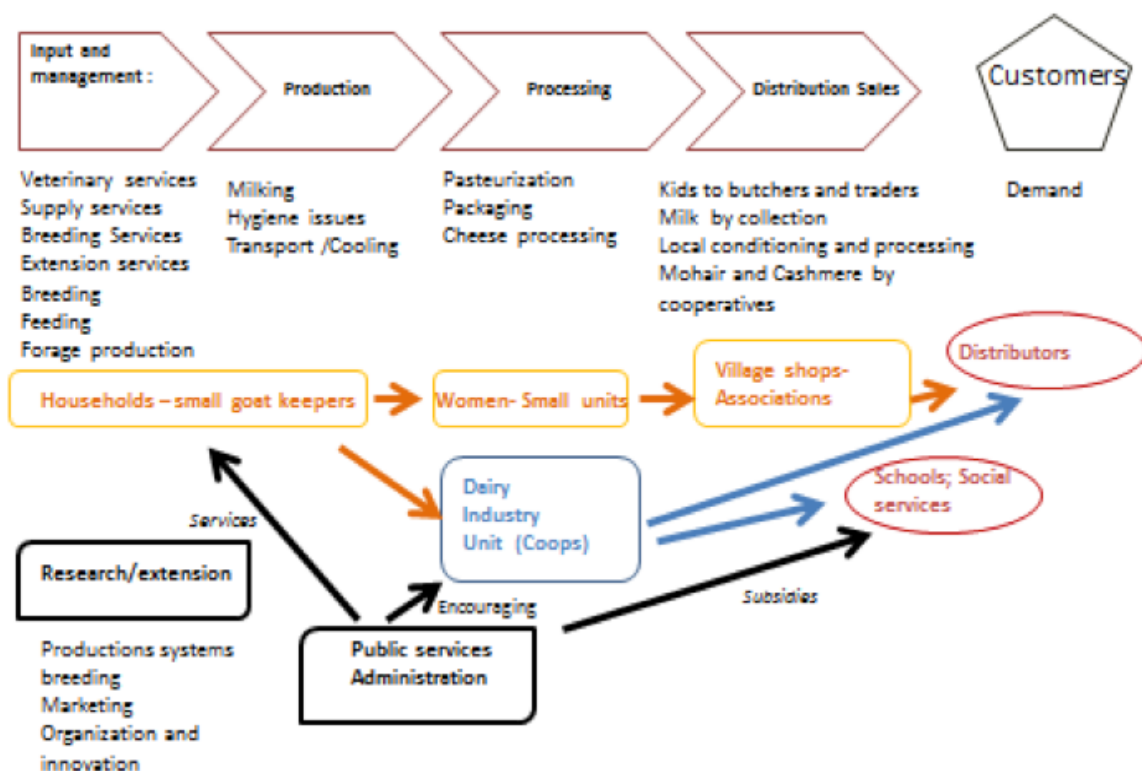 Input and
management :
Production
Processing
Distribution Sales
Customers
Veterinary services
Supply services
Breeding Services
Extension services
Breeding
Feeding
Forage production
Milking
Hygiene issues
Transport /Cooling
Pasteurization
Packaging
Cheese processing
Kids to butchers and traders
Milk by collection
Local conditioning and processing
Mohair and Cashmere by
cooperatives
Demand
Households – small goat keepers
Women- Small units
Village shops-
Associations
Distributors
Dairy
Industry
Unit (Coops)
Schools; Social
services
Services
Research/extension
Encouraging
Subsidies
Public services
Administration
Productions systems
breeding
Marketing
Organization and
innovation